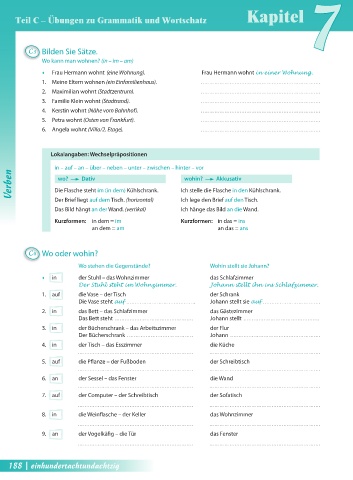 Teil C – Übungen zu Grammatik und Wortschatz
Kapitel 7
Bilden Sie Sätze.
Wo kann man wohnen? (in – im – am)
• Frau Hermann wohnt (eine Wohnung). Frau Hermann wohnt in einer Wohnung.
1. Meine Eltern wohnen (ein Einfamilienhaus).
2. Maximilian wohnt (Stadtzentrum).
3. Familie Klein wohnt (Stadtrand).
4. Kerstin wohnt (Nähe vom Bahnhof).
5. Petra wohnt (Osten von Frankfurt).
6. Angela wohnt (Villa/2. Etage).
Lokalangaben: Wechselpräpositionen
in – auf – an – über – neben – unter – zwischen – hinter – vor
wo? → Dativ wohin? → Akkusativ
Die Flasche steht im (in dem) Kühlschrank. Ich stelle die Flasche in den Kühlschrank.
Der Brief liegt auf dem Tisch. (horizontal) Ich lege den Brief auf den Tisch.
Das Bild hängt an der Wand. (vertikal) Ich hänge das Bild an die Wand.
Kurzformen: in dem = im Kurzformen: in das = ins
an dem = am an das = ans
Wo oder wohin?
Wo stehen die Gegenstände? Wohin stellt sie Johann?
• in der Stuhl – das Wohnzimmer das Schlafzimmer
Der Stuhl steht im Wohnzimmer. Johann stellt ihn ins Schlafzimmer.
1. auf die Vase – der Tisch der Schrank
Die Vase steht auf Johann stellt sie auf
2. in das Bett – das Schlafzimmer das Gästezimmer
Das Bett steht Johann stellt
3. in der Bücherschrank – das Arbeitszimmer der Flur
Der Bücherschrank Johann
4. in der Tisch – das Esszimmer die Küche
5. auf die Pflanze – der Fußboden der Schreibtisch
6. an der Sessel – das Fenster die Wand
7. auf der Computer – der Schreibtisch der Sofatisch
8. in die Weinflasche – der Keller das Wohnzimmer
9. an der Vogelkäfig – die Tür das Fenster
Verben
188 | einhundertachtundachtzig